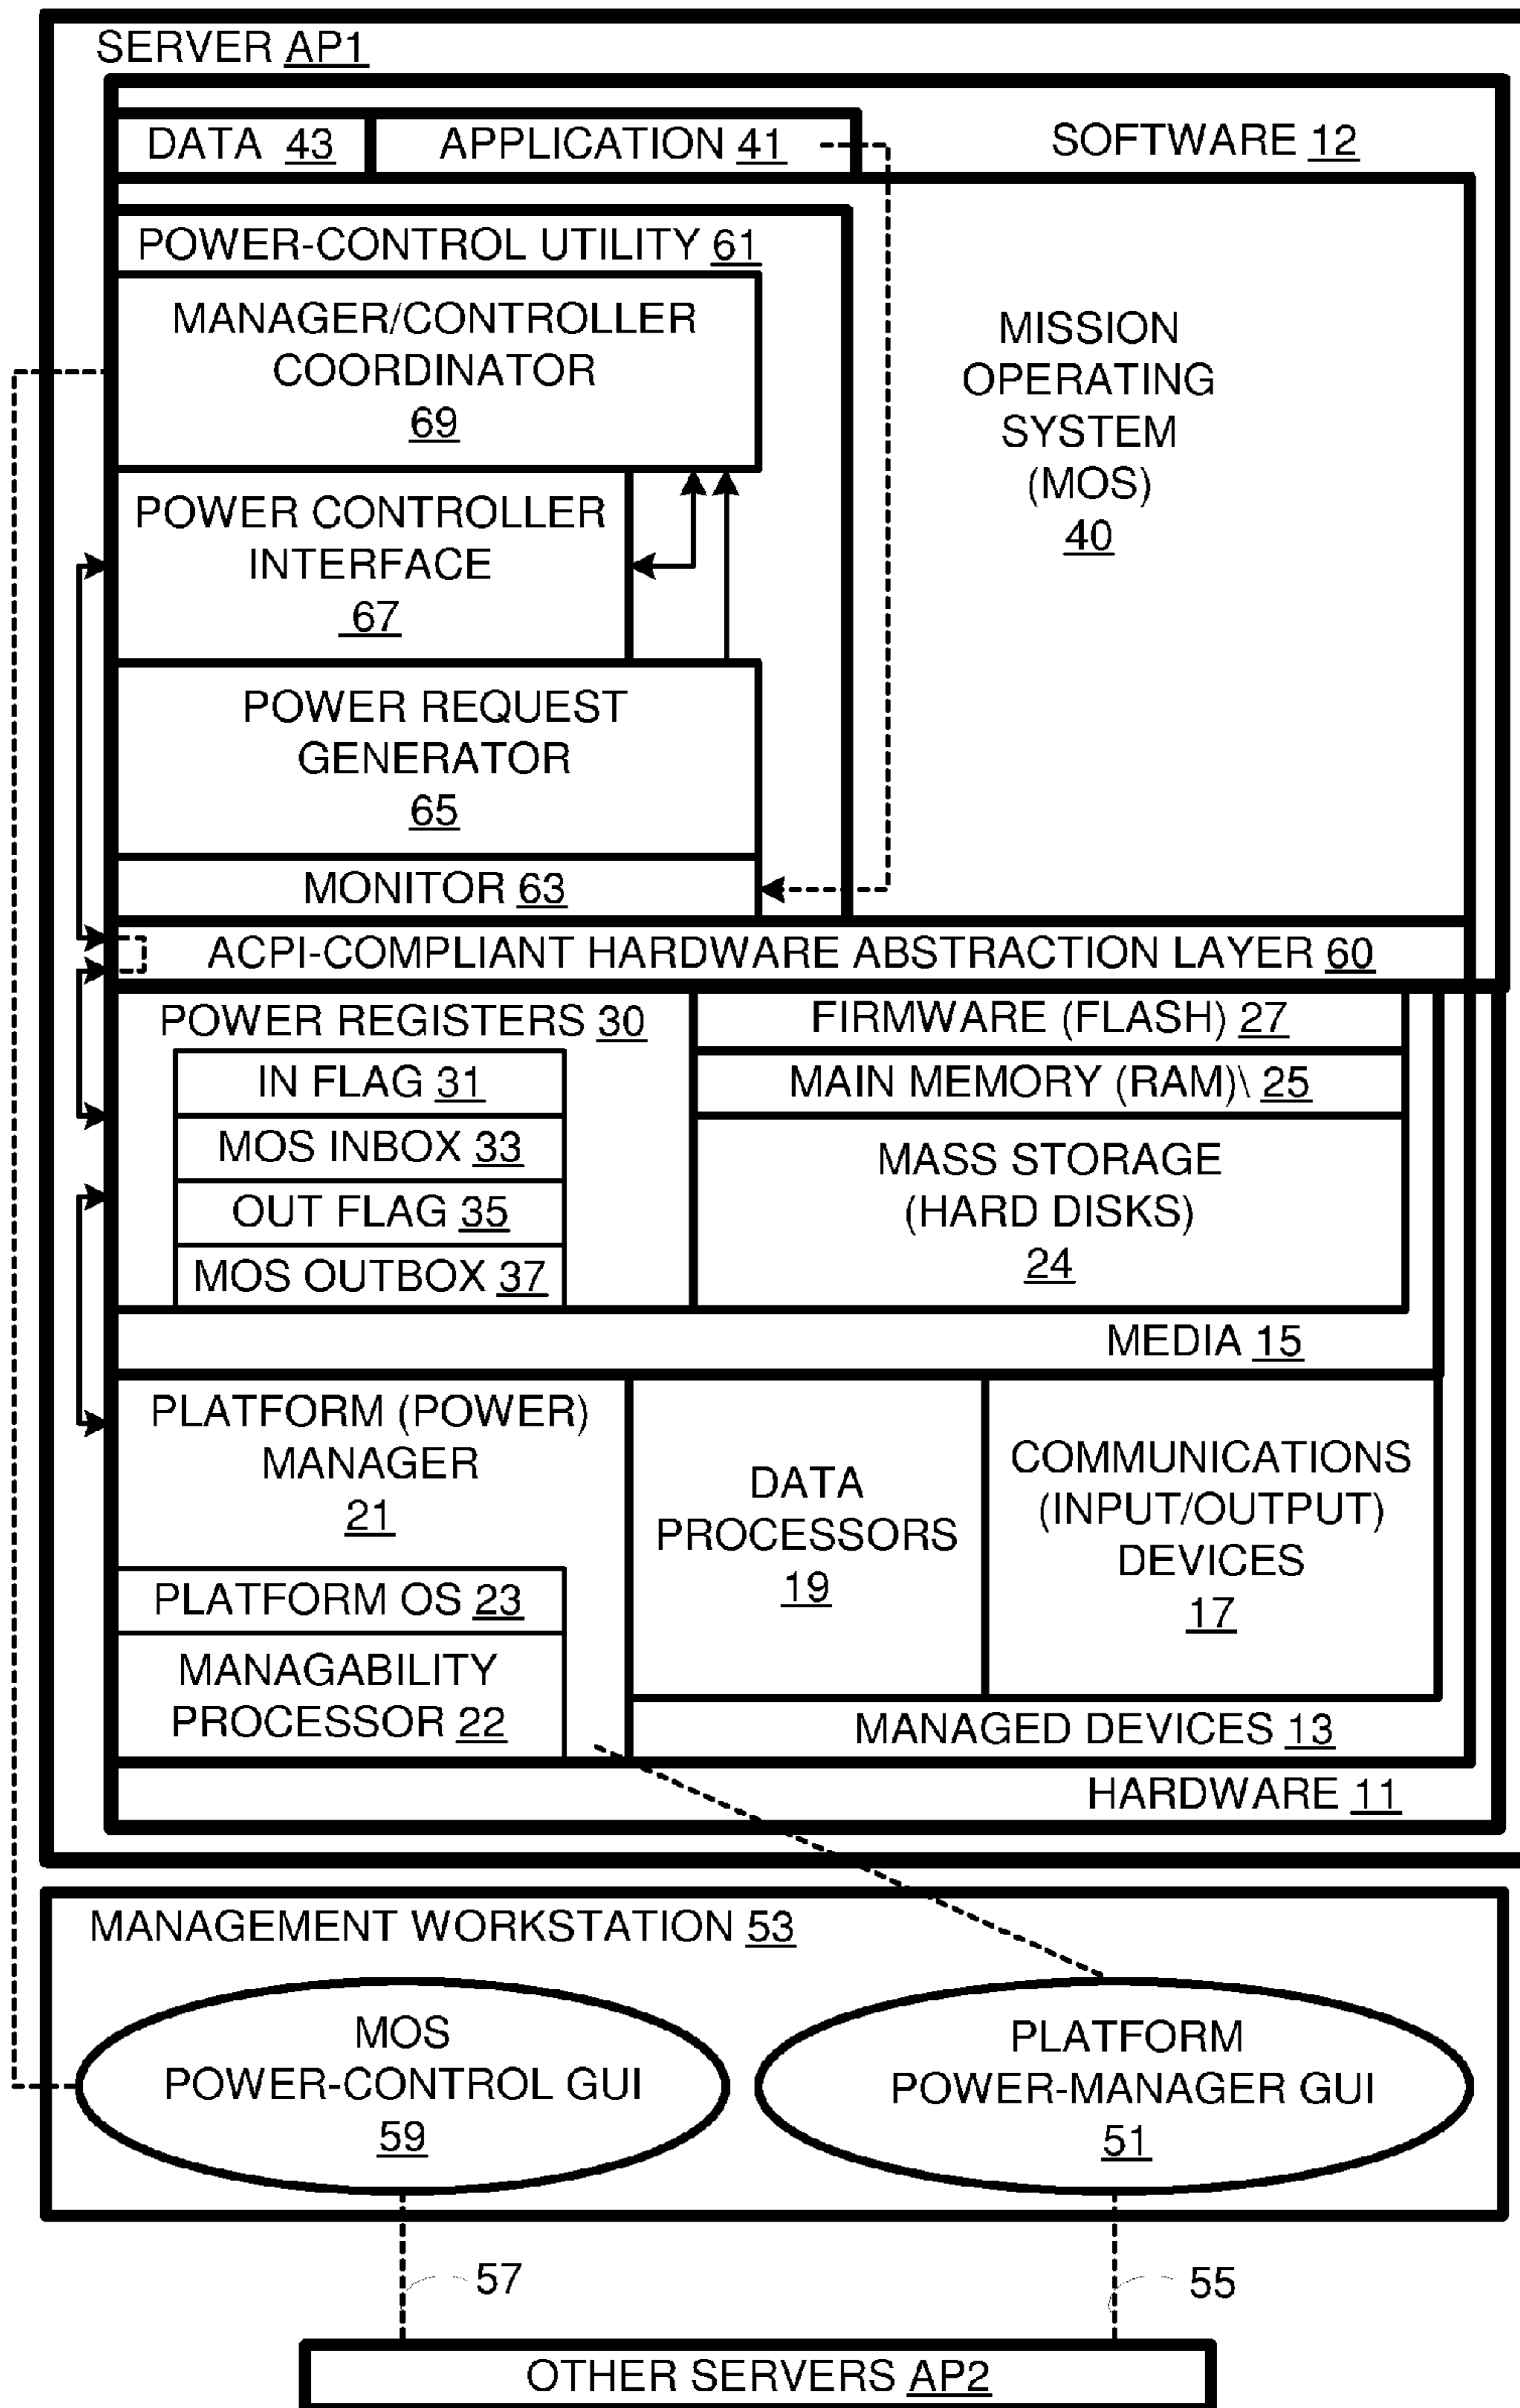 SERVER AP1
DATA 43
APPLICATION 41
SOFTWARE 12
POWER-CONTROL UTILITY 61
MANAGER/CONTROLLER
COORDINATOR
69
MISSION
OPERATING
SYSTEM
(MOS)
40
POWER CONTROLLER
INTERFACE
67
POWER REQUEST
GENERATOR
65
MONITOR 63
ACPI-COMPLIANT HARDWARE ABSTRACTION LAYER 60
POWER REGISTERS 30
IN FLAG 31
MOS INBOX 33
OUT FLAG 35
MOS OUTBOX 37
FIRMWARE (FLASH) 27
MAIN MEMORY (RAM)\ 25
MASS STORAGE
(HARD DISKS)
24
MEDIA 15
PLATFORM (POWER)
MANAGER
21
PLATFORM OS 23
MANAGABILITY
PROCESSOR 22
DATA
PROCESSORS
19
COMMUNICATIONS
(INPUT/OUTPUT)
DEVICES
17
MANAGED DEVICES 13
HARDWARE 11
MANAGEMENT WORKSTATION 53
MOS
POWER-CONTROL GUI
59
PLATFORM
POWER-MANAGER GUI
51
57
55
OTHER SERVERS AP2